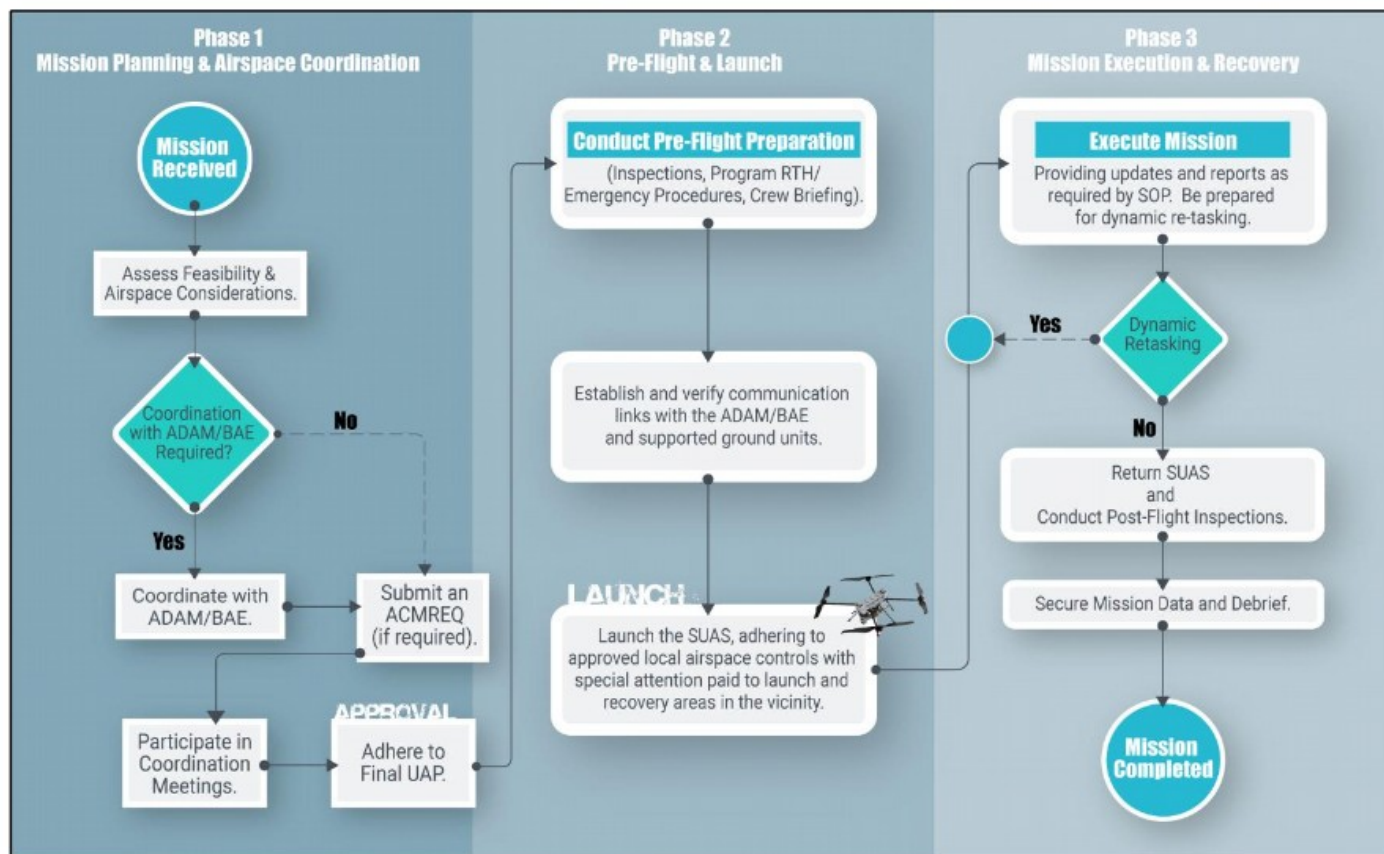 Phase 1
Mission Planning & Airspace Coordination
Mission
Received
Assess Feasibility &
Airspace Considerations.
Coordination
with ADAM/BAE
Required?
No
Yes
Coordinate with
ADAM/BAE.
Submit an
ACMREQ
(if required).
Participate in
Coordination
Meetings.
APPROVAL
Adhere to
Final UAP.
Phase 2
Pre-Flight & Launch
Conduct Pre-Flight Preparation
(Inspections, Program RTH/
Emergency Procedures, Crew Briefing).
Establish and verify communication
links with the ADAM/BAE
and supported ground units.
LAUNCH
Launch the SUAS, adhering to
approved local airspace controls with
special attention paid to launch and
recovery areas in the vicinity.
Phase 3
Mission Execution & Recovery
Execute Mission
Providing updates and reports as
required by SOP. Be prepared
for dynamic re-tasking.
Yes
Dynamic
Retasking
No
Return SUAS
and
Conduct Post-Flight Inspections.
Secure Mission Data and Debrief.
Mission
Completed